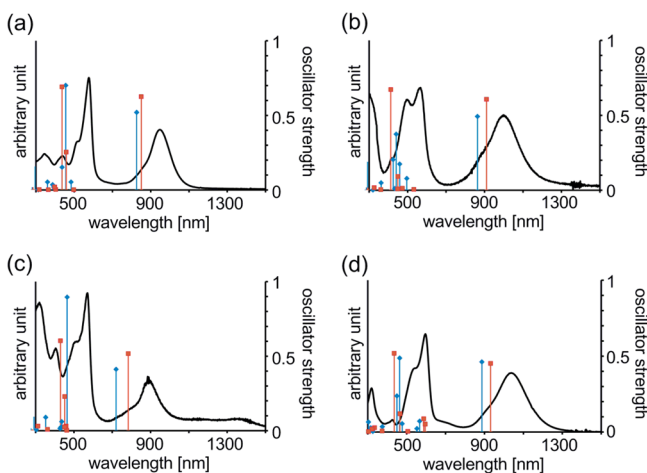 (a)
arbitrary unit
1
0.5
0
oscillator strength
500 900 1300
wavelength [nm]
(b)
arbitrary unit
1
0.5
0
oscillator strength
500 900 1300
wavelength [nm]
(c)
arbitrary unit
1
0.5
0
oscillator strength
500 900 1300
wavelength [nm]
(d)
arbitrary unit
1
0.5
0
oscillator strength
500 900 1300
wavelength [nm]